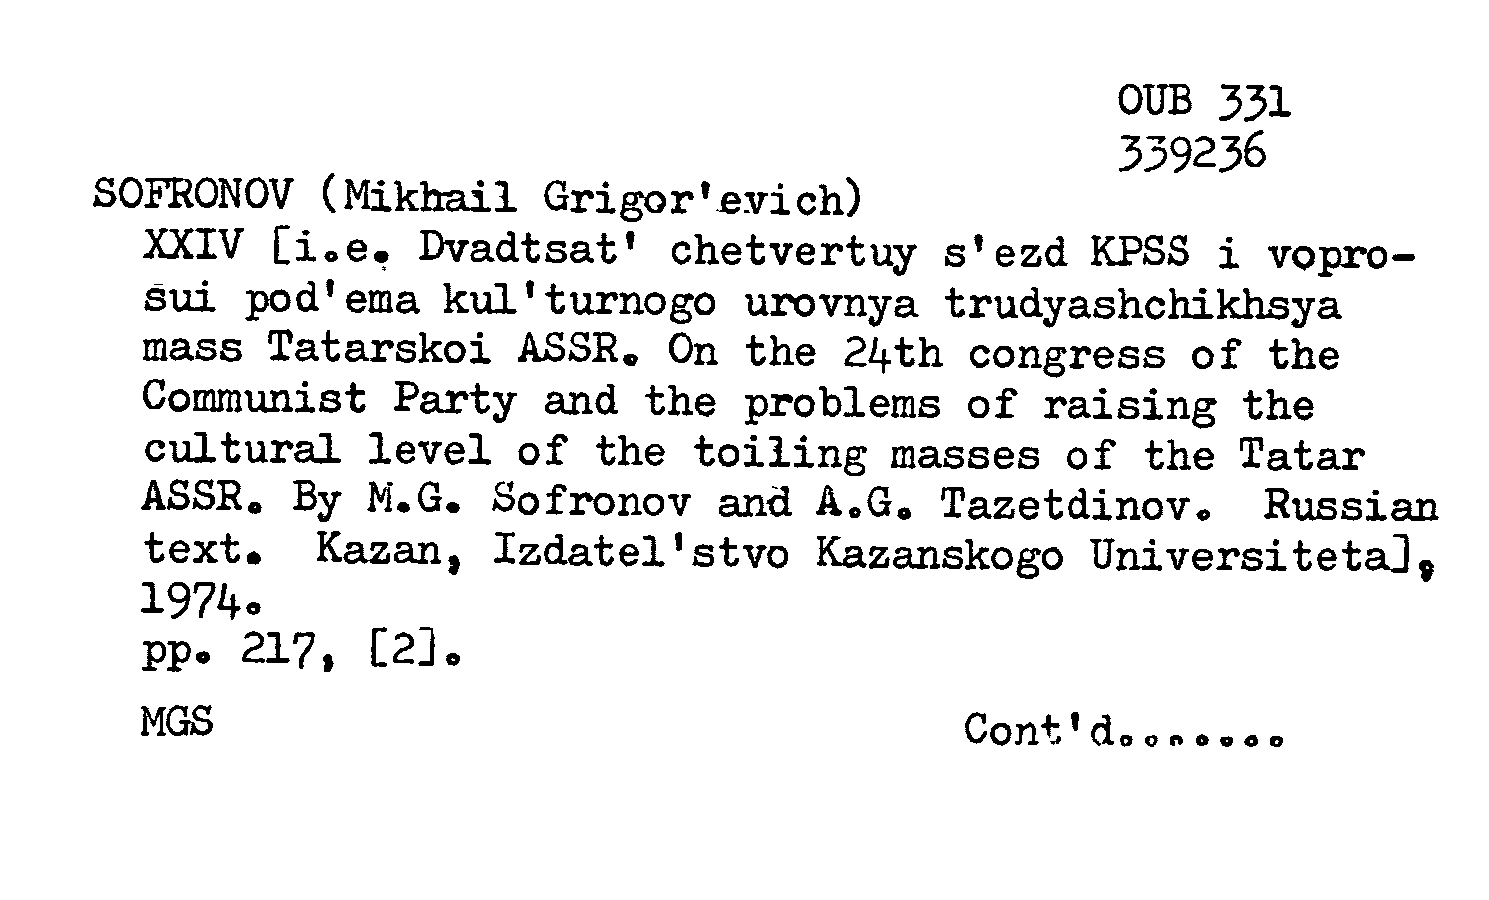 OUB 331
339236
SOFRONOV (Mikhail Grigor'evich)
XXIV [i.e. Dvadtsat' chetvertuy s'ezd KPSS i vopro-
sui pod'ema kul'turnogo urovnya trudyashchikhsya
mass Tatarskoi ASSR. On the 24th congress of the
Communist Party and the problems of raising the
cultural level of the toiling masses of the Tatar
ASSR. By M.G. Sofronov and A.G. Tazetdinov. Russian
text. Kazan, Izdatel'stvo Kazanskogo Universiteta],
1974.
pp. 217, [2].
MGS Cont'd.......